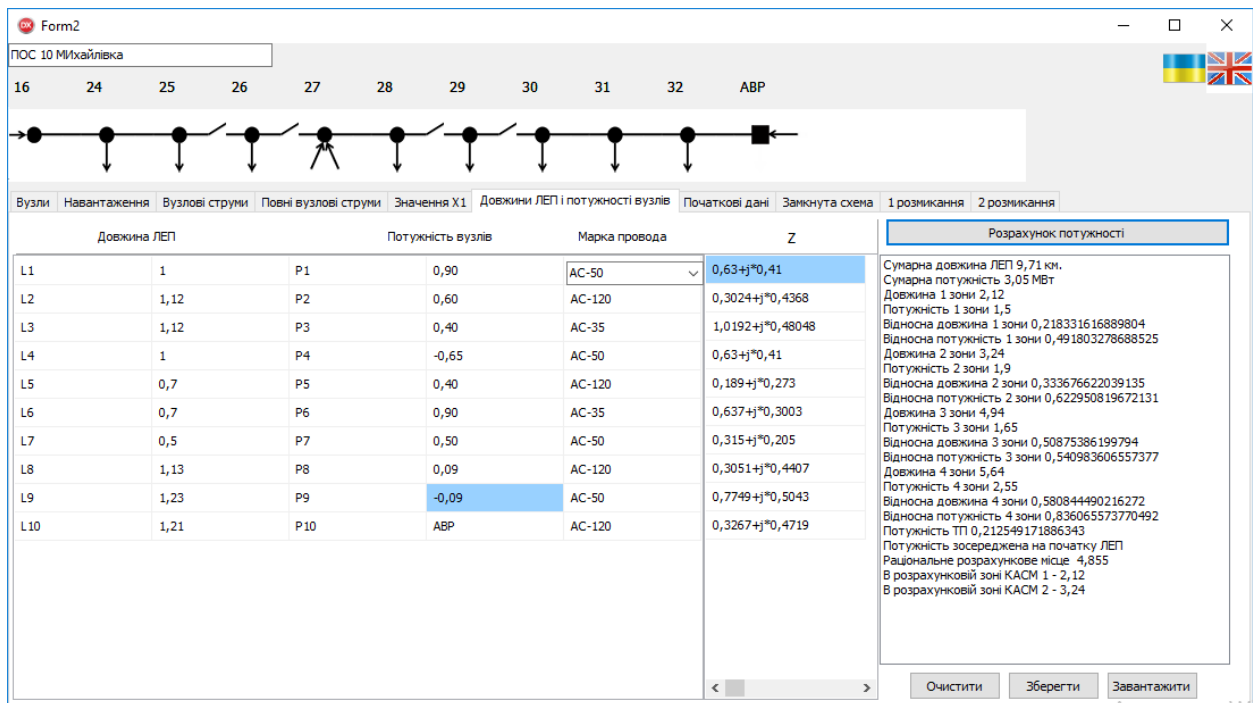 Form2
ПОС 10 МИхайлівка
16 24 25 26 27 28 29 30 31 32 АВР
Вузли Навантаження Вузлові струми Повні вузлові струми Значення X1 Довжини ЛЕП і потужності вузлів Початкові дані Замкнута схема 1 розмикання 2 розмикання
Довжина ЛЕП Потужність вузлів Марка провода Z
L1 1 P1 0,90 АС-50 0,63+j*0,41
L2 1,12 P2 0,60 АС-120 0,3024+j*0,4368
L3 1,12 P3 0,40 АС-35 1,0192+j*0,48048
L4 1 P4 -0,65 АС-50 0,63+j*0,41
L5 0,7 P5 0,40 АС-120 0,189+j*0,273
L6 0,7 P6 0,90 АС-35 0,637+j*0,3003
L7 0,5 P7 0,50 АС-50 0,315+j*0,205
L8 1,13 P8 0,09 АС-120 0,3051+j*0,4407
L9 1,23 P9 -0,09 АС-50 0,7749+j*0,5043
L10 1,21 P10 АВР АС-120 0,3267+j*0,4719
Розрахунок потужності
Сумарна довжина ЛЕП 9,71 км.
Сумарна потужність 3,05 МВт
Довжина 1 зони 2,12
Потужність 1 зони 1,5
Відносна довжина 1 зони 0,218331616889804
Відносна потужність 1 зони 0,491803278688525
Довжина 2 зони 3,24
Потужність 2 зони 1,9
Відносна довжина 2 зони 0,333676622039135
Відносна потужність 2 зони 0,622950819672131
Довжина 3 зони 4,94
Потужність 3 зони 1,65
Відносна довжина 3 зони 0,50875386199794
Відносна потужність 3 зони 0,540983606557377
Довжина 4 зони 5,64
Потужність 4 зони 2,55
Відносна довжина 4 зони 0,580844490216272
Відносна потужність 4 зони 0,836065573770492
Потужність ТП 0,212549171886343
Потужність зосереджена на початку ЛЕП
Раціональне розрахункове місце 4,855
В розрахунковій зоні КАСМ 1 - 2,12
В розрахунковій зоні КАСМ 2 - 3,24
Очистити Зберегти Завантажити